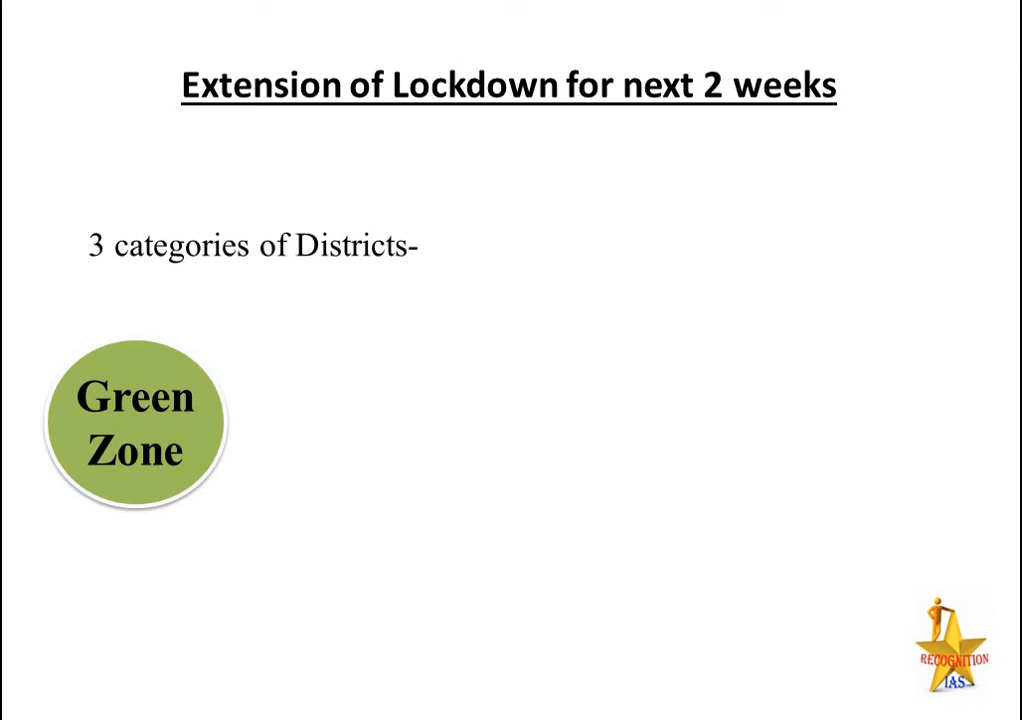 Extension of Lockdown for next 2 weeks
3 categories of Districts-
Green
Zone
RECOGNITION
IAS